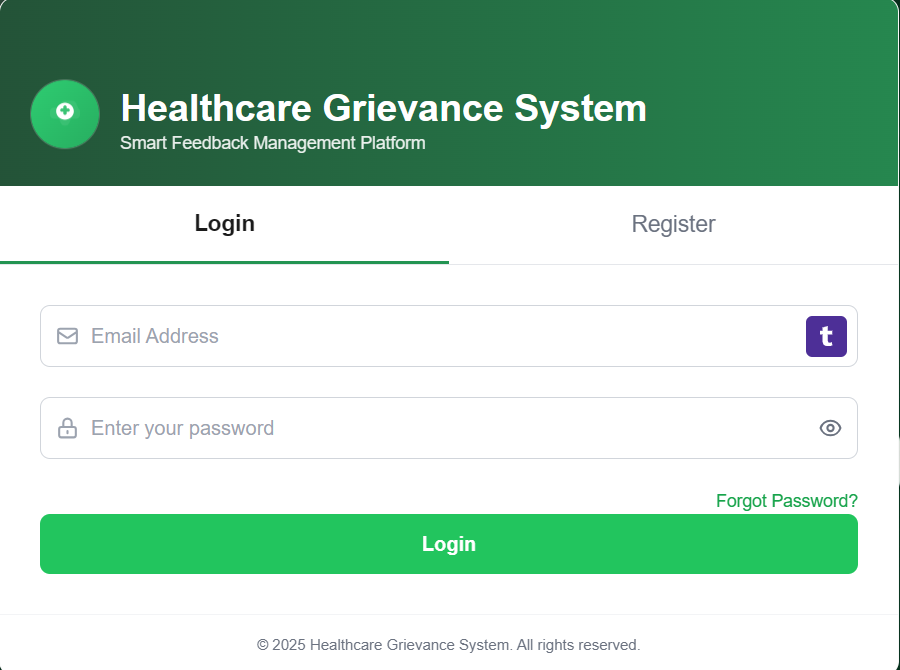 Healthcare Grievance System
Smart Feedback Management Platform
Login
Register
Email Address
t
Enter your password
Forgot Password?
Login
© 2025 Healthcare Grievance System. All rights reserved.